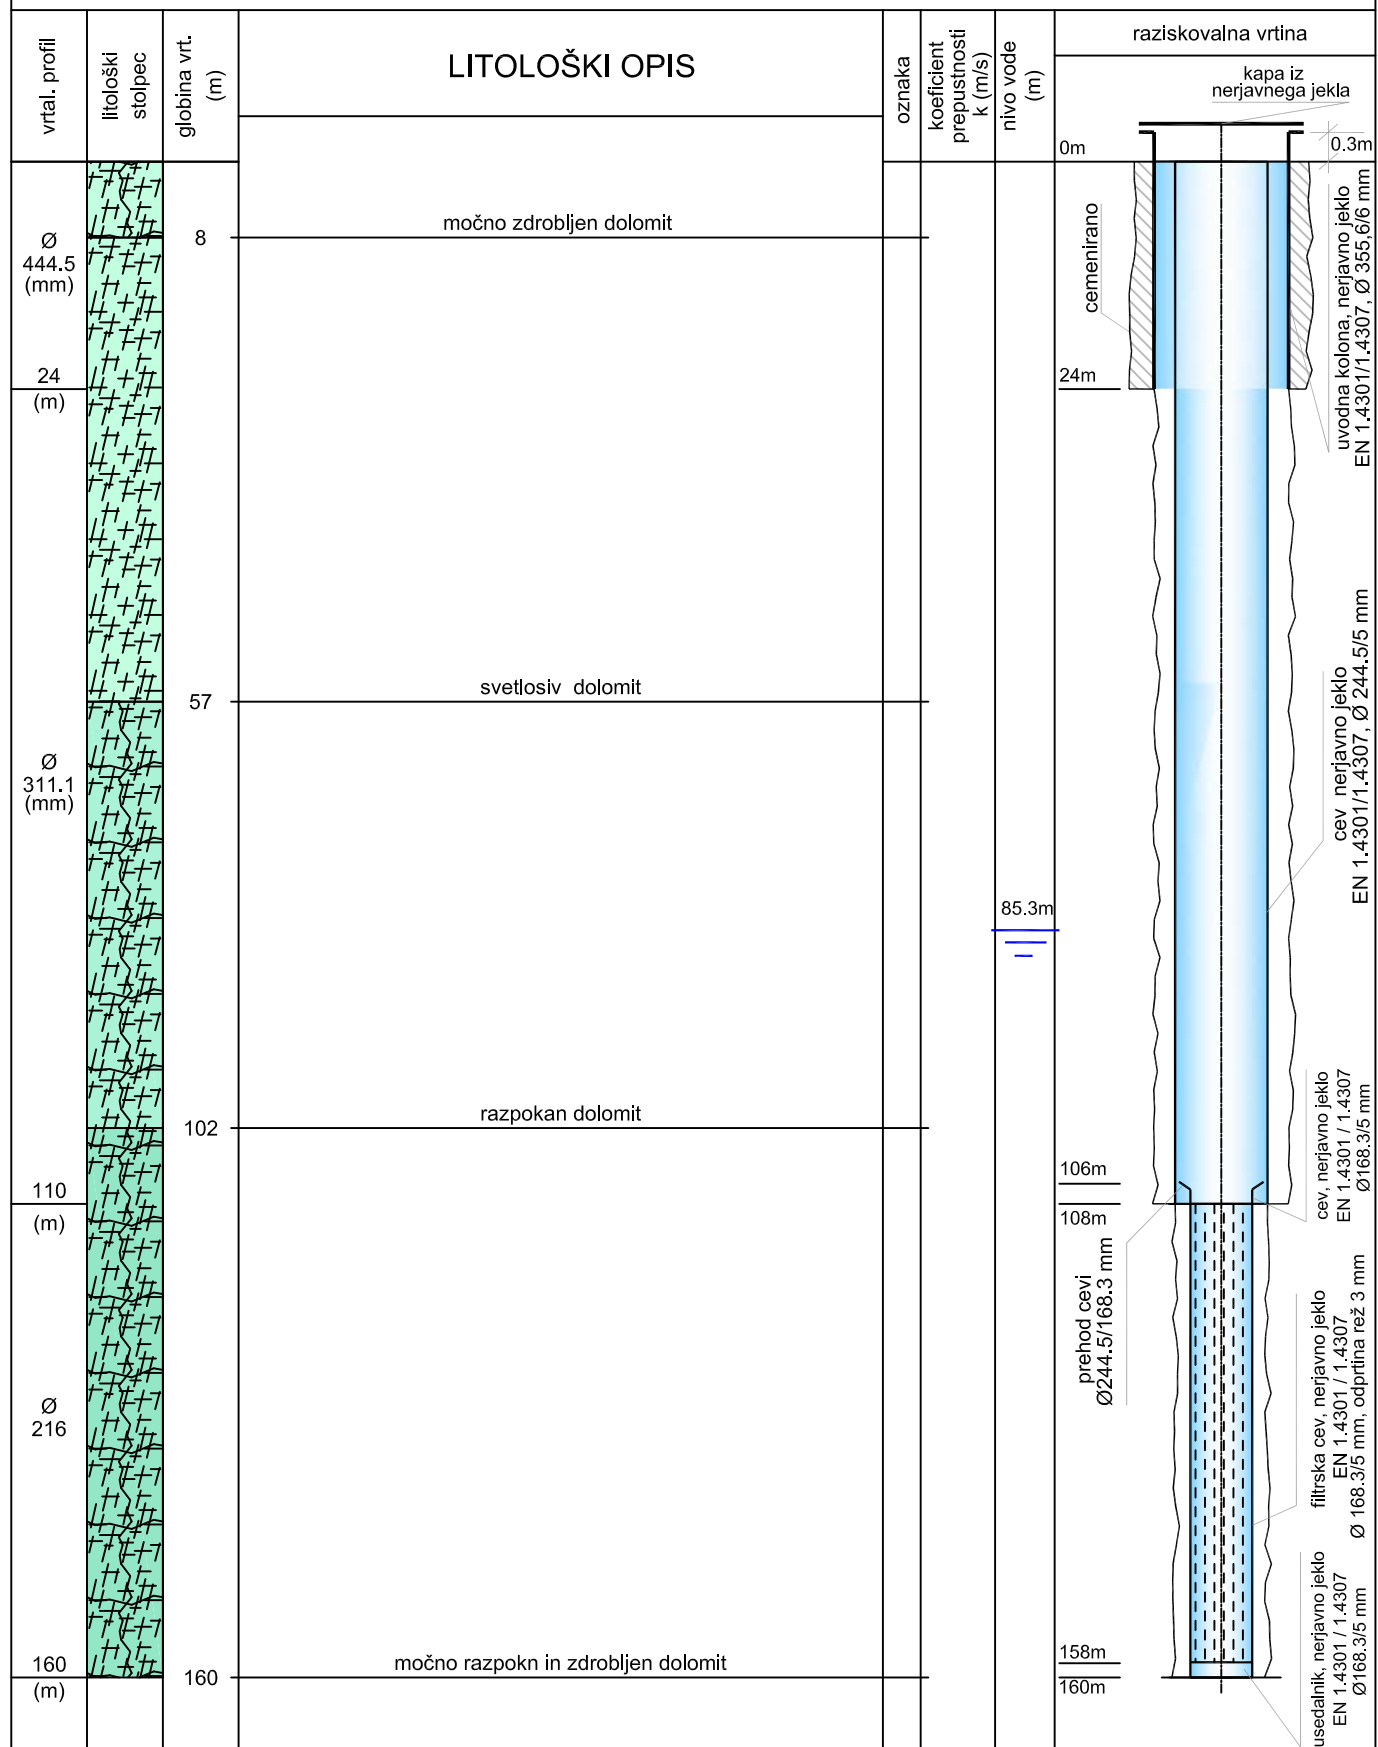 vrtal. profil
litološki
stolpec
globina vrt.
(m)
LITOLOŠKI OPIS
oznaka
koeficient
prepustnosti
k (m/s)
nivo vode
(m)
raziskovalna vrtina
kapa iz
nerjavnega jekla
0m
0.3m
močno zdrobljen dolomit
8
Ø
444.5
(mm)
24
(m)
cemenirano
24m
uvodna kolona, nerjavno jeklo
EN 1.4301/1.4307, Ø 355,6/6 mm
svetlosiv dolomit
57
Ø
311.1
(mm)
cev nerjavno jeklo
EN 1.4301/1.4307, Ø 244.5/5 mm
85.3m
razpokan dolomit
102
106m
108m
110
(m)
cev, nerjavno jeklo
EN 1.4301 / 1.4307
Ø168.3/5 mm
prehod cevi
Ø244.5/168.3 mm
filtrska cev, nerjavno jeklo
EN 1.4301 / 1.4307
Ø 168.3/5 mm, odprtina rež 3 mm
Ø
216
močno razpokn in zdrobljen dolomit
160
160
(m)
158m
160m
usedalnik, nerjavno jeklo
EN 1.4301 / 1.4307
Ø168.3/5 mm